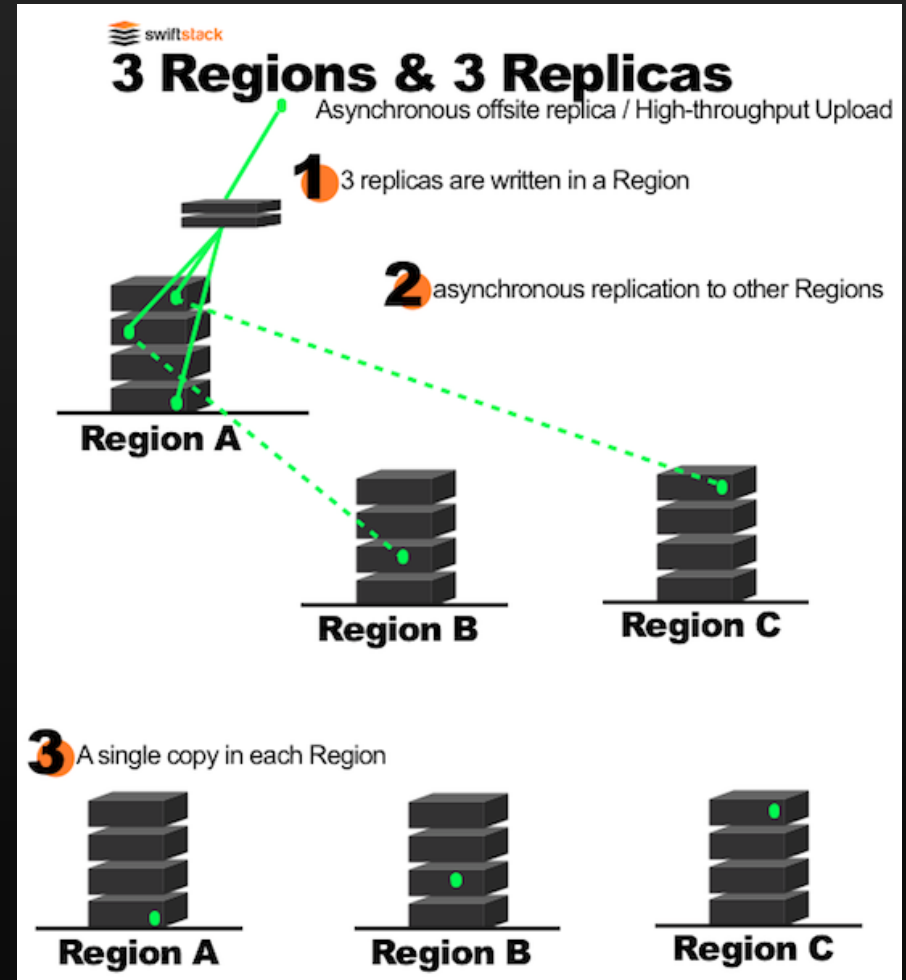 swiftstack
3 Regions & 3 Replicas
Asynchronous offsite replica / High-throughput Upload
1 3 replicas are written in a Region
2 asynchronous replication to other Regions
Region A
Region B
Region C
3 A single copy in each Region
Region A
Region B
Region C